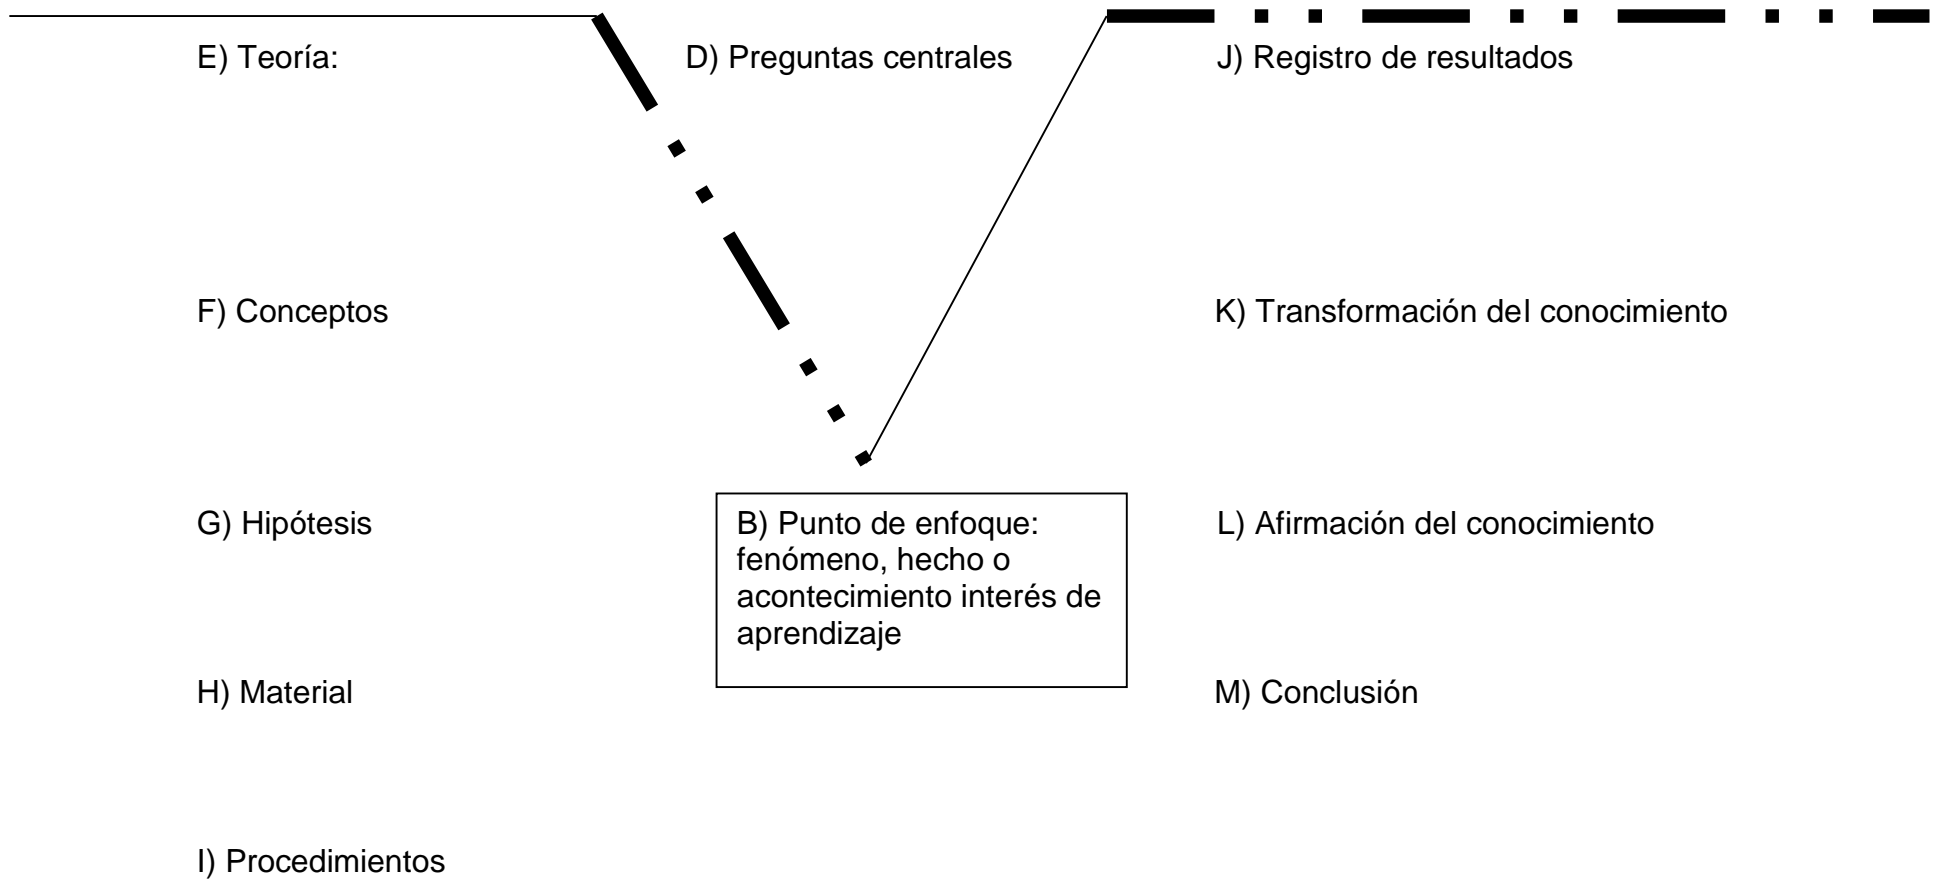 E) Teoría:
D) Preguntas centrales
J) Registro de resultados
F) Conceptos
K) Transformación del conocimiento
G) Hipótesis
B) Punto de enfoque:
fenómeno, hecho o
acontecimiento interés de
aprendizaje
L) Afirmación del conocimiento
H) Material
M) Conclusión
I) Procedimientos